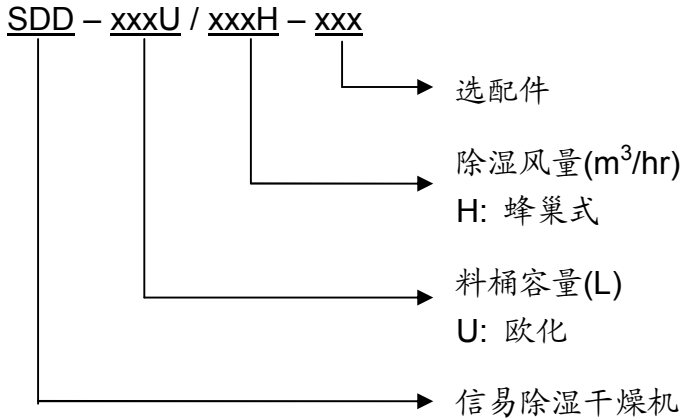 SDD – xxxU / xxxH – xxx
选配件
除湿风量(m³/hr)
H: 蜂巢式
料桶容量(L)
U: 欧化
信易除湿干燥机